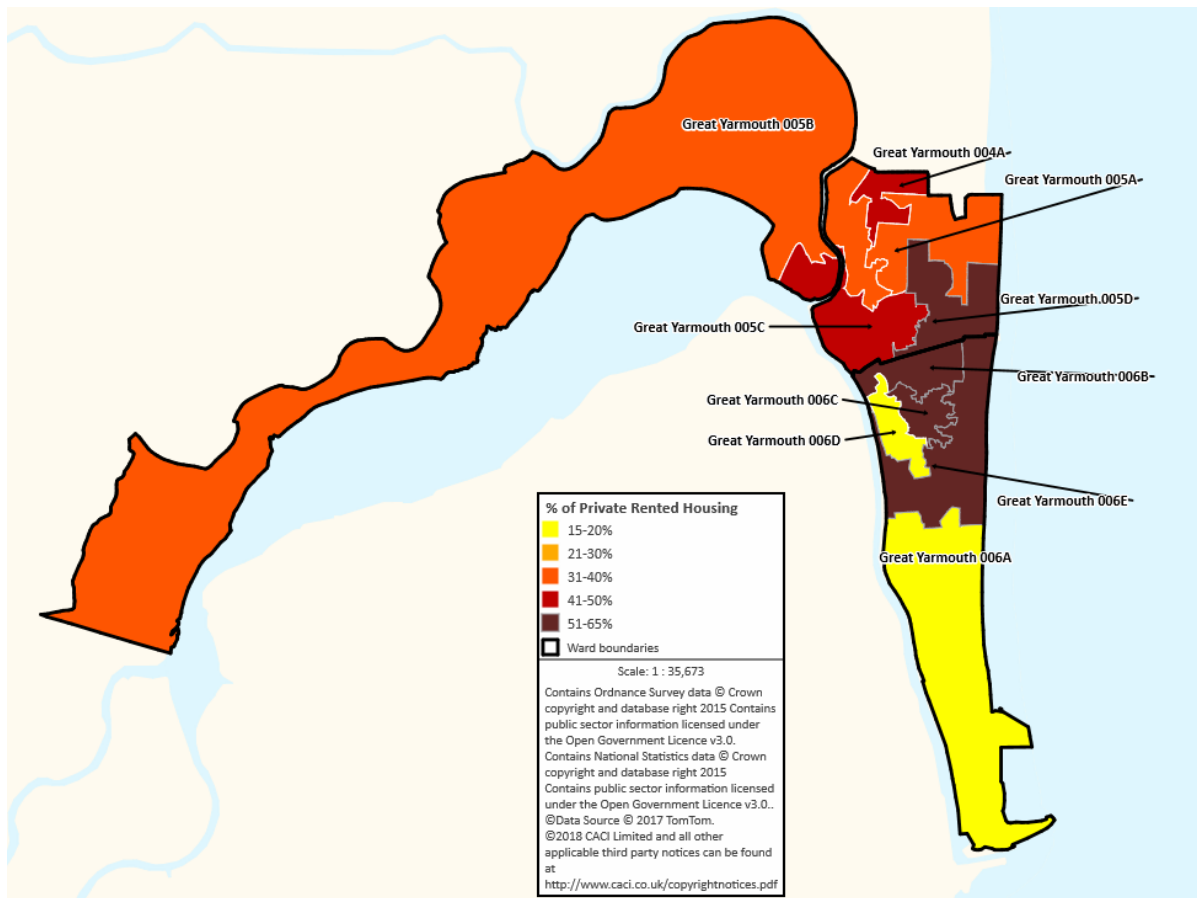 Great Yarmouth 005B
Great Yarmouth 004A
Great Yarmouth 005A
Great Yarmouth 005D
Great Yarmouth 005C
Great Yarmouth 006B
Great Yarmouth 006C
Great Yarmouth 006D
Great Yarmouth 006E
Great Yarmouth 006A
% of Private Rented Housing
15-20%
21-30%
31-40%
41-50%
51-65%
Ward boundaries
Scale: 1 : 35,673
Contains Ordnance Survey data © Crown
copyright and database right 2015 Contains
public sector information licensed under
the Open Government Licence v3.0.
Contains National Statistics data © Crown
copyright and database right 2015
Contains public sector information licensed
under the Open Government Licence v3.0..
©Data Source © 2017 TomTom.
©2018 CACI Limited and all other
applicable third party notices can be found
at
http://www.caci.co.uk/copyrightnotices.pdf